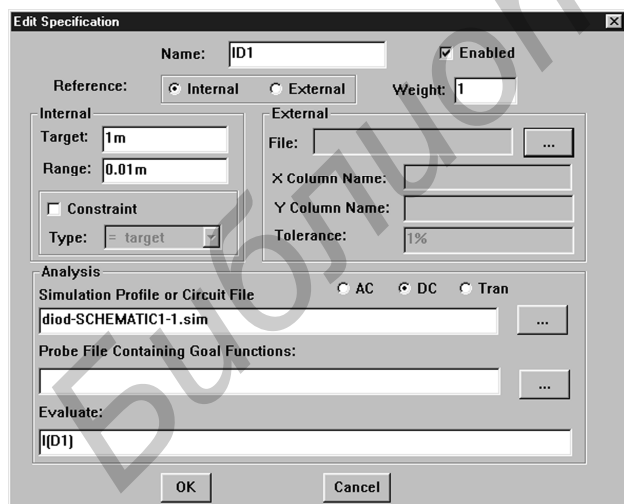 Edit Specification
Name: ID1 Enabled
Reference: Internal External Weight: 1
Internal External
Target: 1m File: ...
Range: 0.01m X Column Name:
Constraint Y Column Name:
Type: = target Tolerance: 1%
Analysis
Simulation Profile or Circuit File AC DC Tran
diod-SCHEMATIC1-1.sim ...
Probe File Containing Goal Functions:
...
Evaluate:
I(D1)
OK Cancel
Библиот